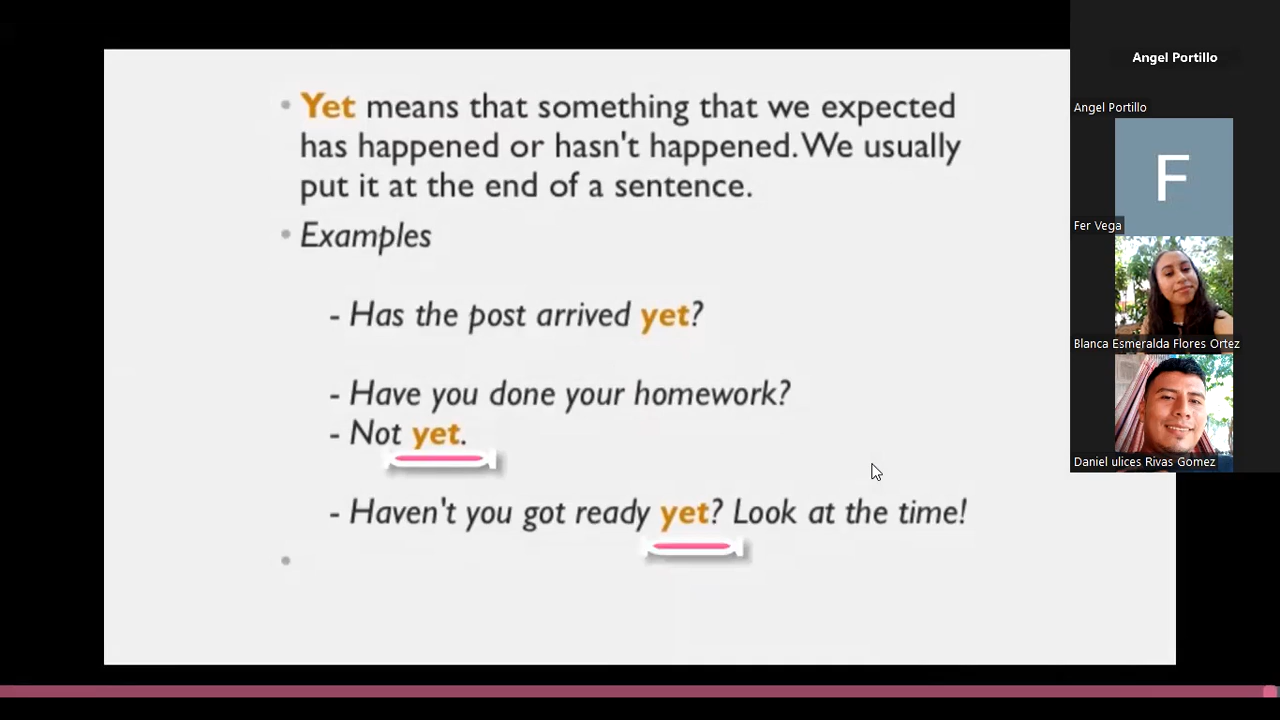 Yet means that something that we expected
has happened or hasn't happened. We usually
put it at the end of a sentence.
Examples
- Has the post arrived yet?
- Have you done your homework?
- Not yet.
- Haven't you got ready yet? Look at the time!
Angel Portillo
Angel Portillo
F
Fer Vega
Blanca Esmeralda Flores Ortez
Daniel ulices Rivas Gomez